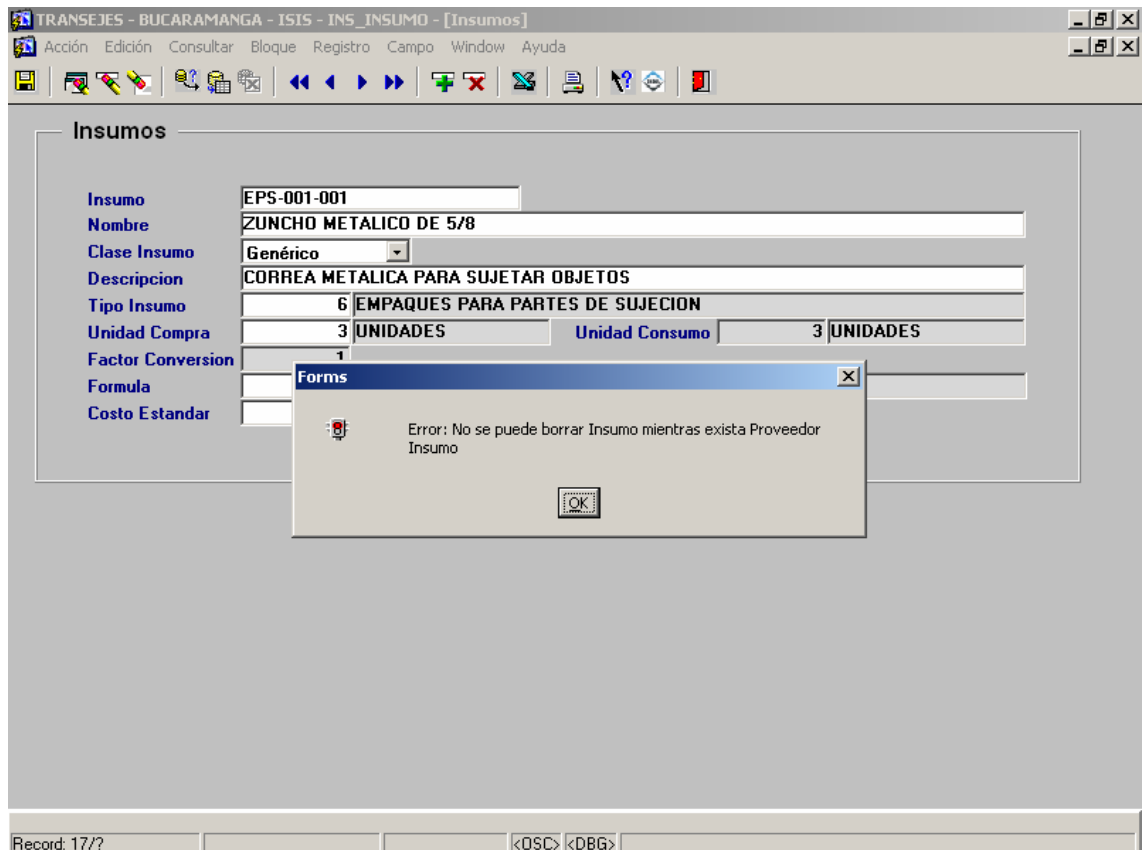 TRANSEJES - BUCARAMANGA - ISIS - INS_INSUMO - [Insumos]
Acción Edición Consultar Bloque Registro Campo Window Ayuda
Insumos
Insumo EPS-001-001
Nombre ZUNCHO METALICO DE 5/8
Clase Insumo Genérico
Descripcion CORREA METALICA PARA SUJETAR OBJETOS
Tipo Insumo 6 EMPAQUES PARA PARTES DE SUJECION
Unidad Compra 3 UNIDADES Unidad Consumo 3 UNIDADES
Factor Conversion 1
Formula
Costo Estandar
Forms
Error: No se puede borrar Insumo mientras exista Proveedor
Insumo
OK
Record: 17/? <OSC> <DBG>